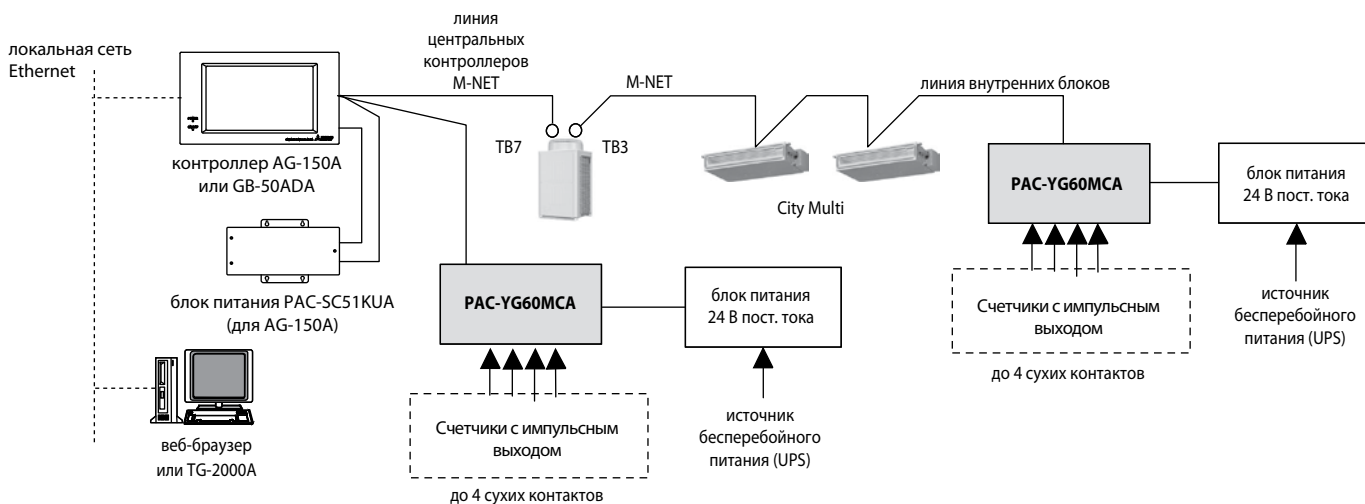 локальная сеть
Ethernet
контроллер AG-150A
или GB-50ADA
блок питания PAC-SC51KUA
(для AG-150A)
веб-браузер
или TG-2000A
линия
центральных
контроллеров
M-NET
TB7
TB3
M-NET
City Multi
линия внутренних блоков
PAC-YG60MCA
блок питания
24 В пост. тока
Счетчики с импульсным
выходом
до 4 сухих контактов
источник
бесперебойного
питания (UPS)
PAC-YG60MCA
блок питания
24 В пост. тока
Счетчики с импульсным
выходом
до 4 сухих контактов
источник
бесперебойного
питания (UPS)